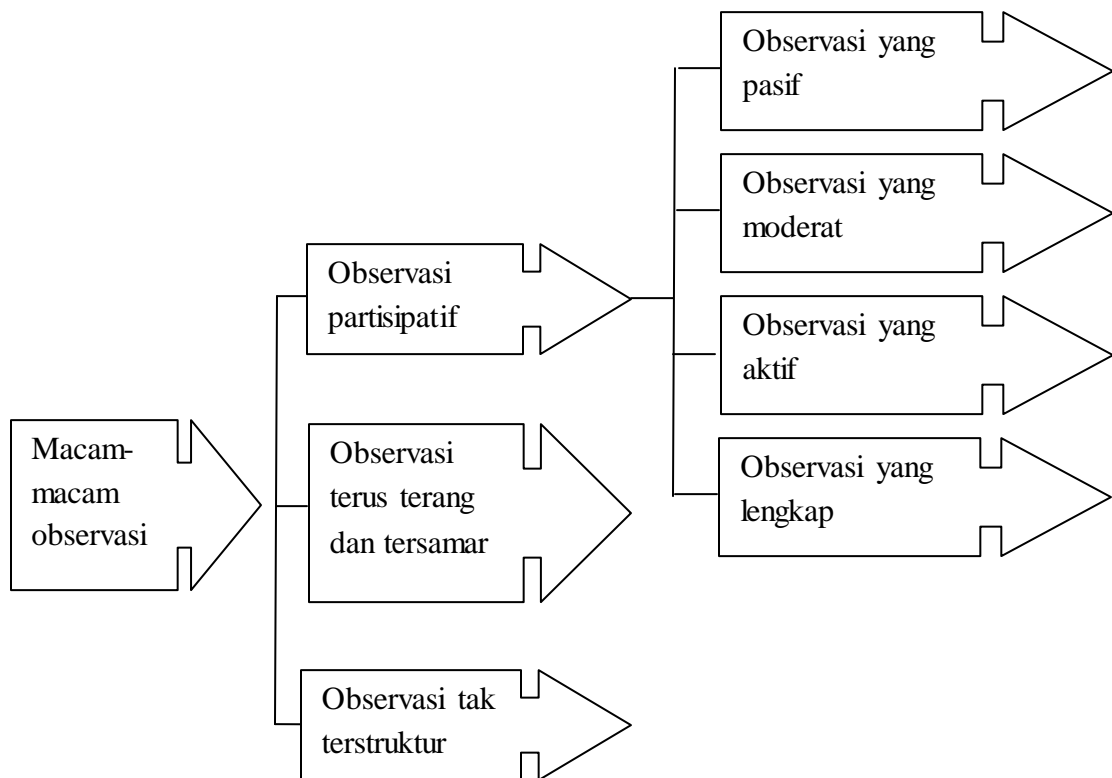 Macam-
macam
observasi
Observasi
partisipatif
Observasi
terus terang
dan tersamar
Observasi tak
terstruktur
Observasi yang
pasif
Observasi yang
moderat
Observasi yang
aktif
Observasi yang
lengkap